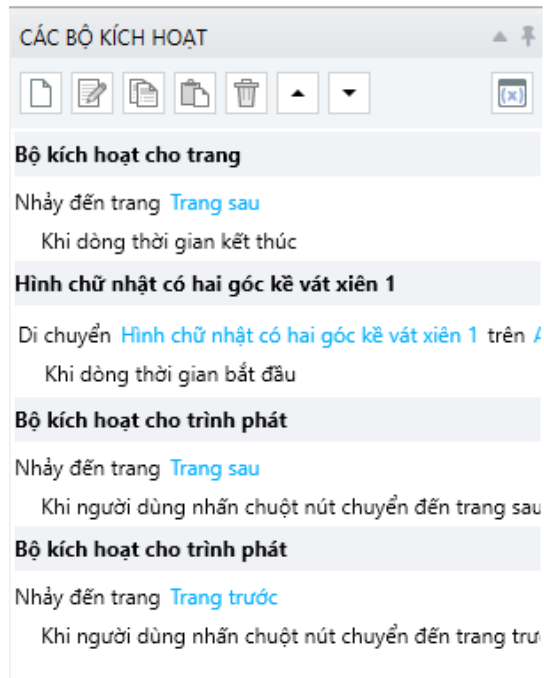 CÁC BỘ KÍCH HOẠT
(x)
Bộ kích hoạt cho trang
Nhảy đến trang Trang sau
Khi dòng thời gian kết thúc
Hình chữ nhật có hai góc kề vát xiên 1
Di chuyển Hình chữ nhật có hai góc kề vát xiên 1 trên
Khi dòng thời gian bắt đầu
Bộ kích hoạt cho trình phát
Nhảy đến trang Trang sau
Khi người dùng nhấn chuột nút chuyển đến trang sau
Bộ kích hoạt cho trình phát
Nhảy đến trang Trang trước
Khi người dùng nhấn chuột nút chuyển đến trang